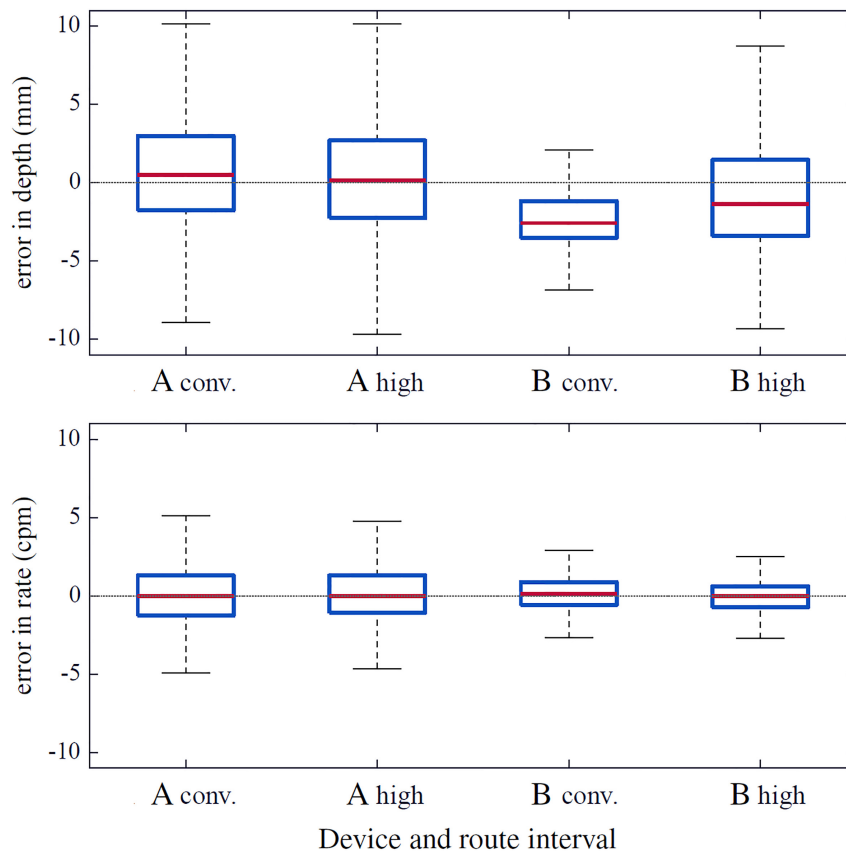 error in depth (mm)
10
5
0
-5
-10
A conv.
A high
B conv.
B high
error in rate (cpm)
10
5
0
-5
-10
A conv.
A high
B conv.
B high
Device and route interval